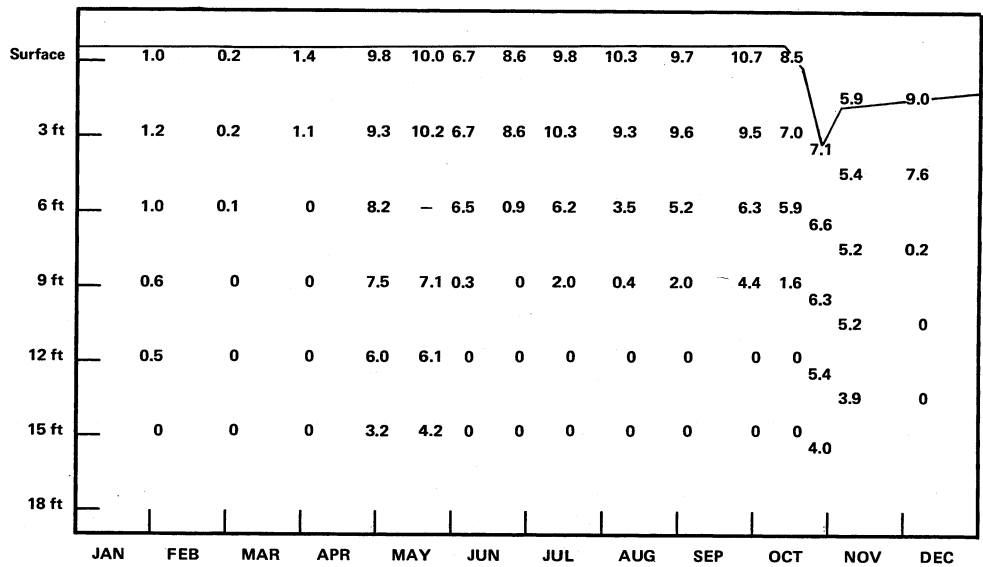 Surface 1.0 0.2 1.4 9.8 10.0 6.7 8.6 9.8 10.3 9.7 10.7 8.5
5.9 9.0
3 ft 1.2 0.2 1.1 9.3 10.2 6.7 8.6 10.3 9.3 9.6 9.5 7.0
7.1
5.4 7.6
6 ft 1.0 0.1 0 8.2 — 6.5 0.9 6.2 3.5 5.2 6.3 5.9
6.6
5.2 0.2
9 ft 0.6 0 0 7.5 7.1 0.3 0 2.0 0.4 2.0 4.4 1.6
6.3
5.2 0
12 ft 0.5 0 0 6.0 6.1 0 0 0 0 0 0 0
5.4
3.9 0
15 ft 0 0 0 3.2 4.2 0 0 0 0 0 0 0
4.0
18 ft
JAN FEB MAR APR MAY JUN JUL AUG SEP OCT NOV DEC